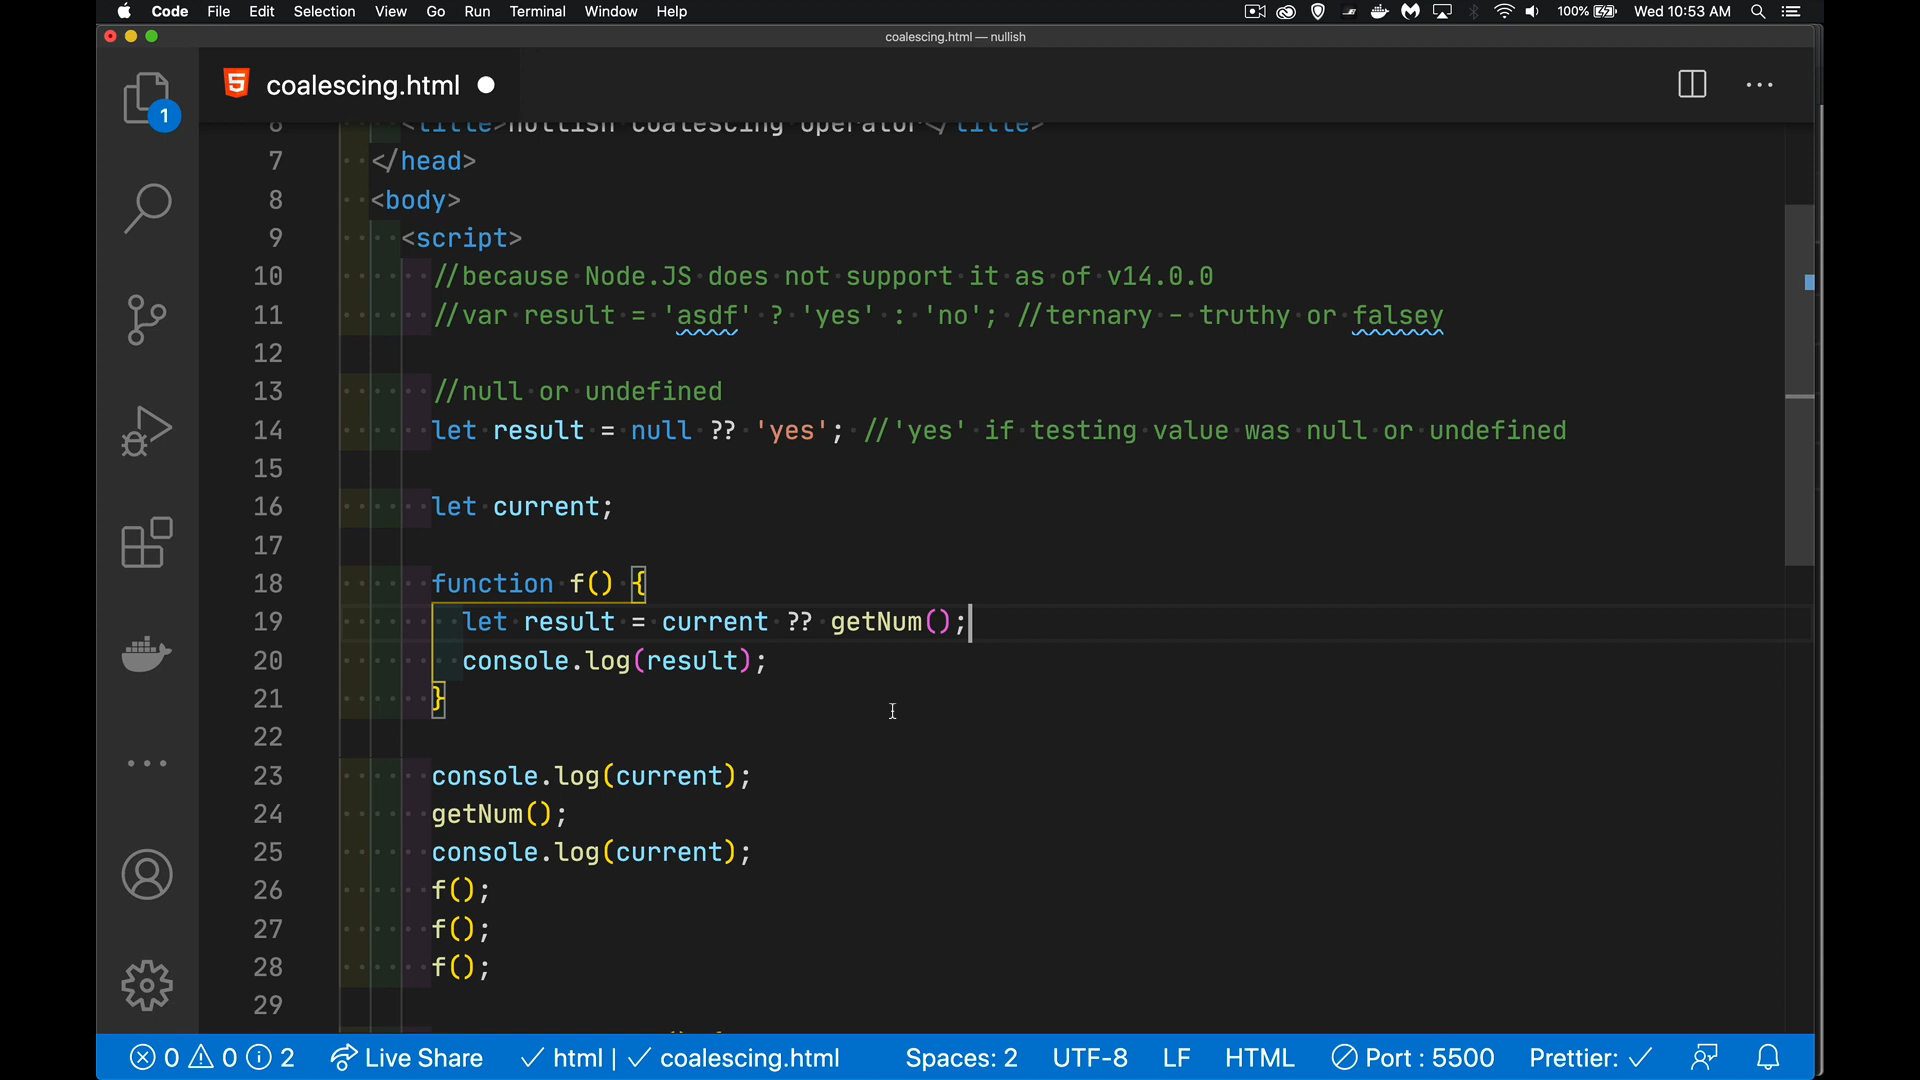 Code File Edit Selection View Go Run Terminal Window Help 100% Wed 10:53 AM
coalescing.html — nullish
coalescing.html
1
6 <title>nullish coalescing operator</title>
7 </head>
8 <body>
9 <script>
10 //because Node.JS does not support it as of v14.0.0
11 //var result = 'asdf' ? 'yes' : 'no'; //ternary - truthy or falsey
12
13 //null or undefined
14 let result = null ?? 'yes'; //'yes' if testing value was null or undefined
15
16 let current;
17
18 function f() {
19 let result = current ?? getNum();
20 console.log(result);
21 }
22
23 console.log(current);
24 getNum();
25 console.log(current);
26 f();
27 f();
28 f();
29
0 0 2 Live Share html | coalescing.html Spaces: 2 UTF-8 LF HTML Port : 5500 Prettier: